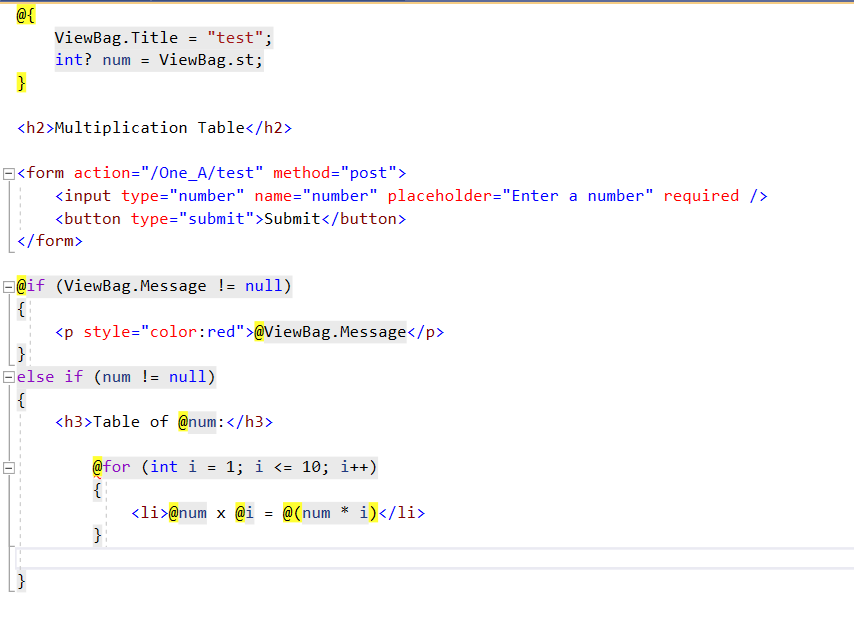 @{
    ViewBag.Title = "test";
    int? num = ViewBag.st;
}
<h2>Multiplication Table</h2>
<form action="/One_A/test" method="post">
    <input type="number" name="number" placeholder="Enter a number" required />
    <button type="submit">Submit</button>
</form>
@if (ViewBag.Message != null)
{
    <p style="color:red">@ViewBag.Message</p>
}
else if (num != null)
{
    <h3>Table of @num:</h3>
        @for (int i = 1; i <= 10; i++)
        {
            <li>@num x @i = @(num * i)</li>
        }
}